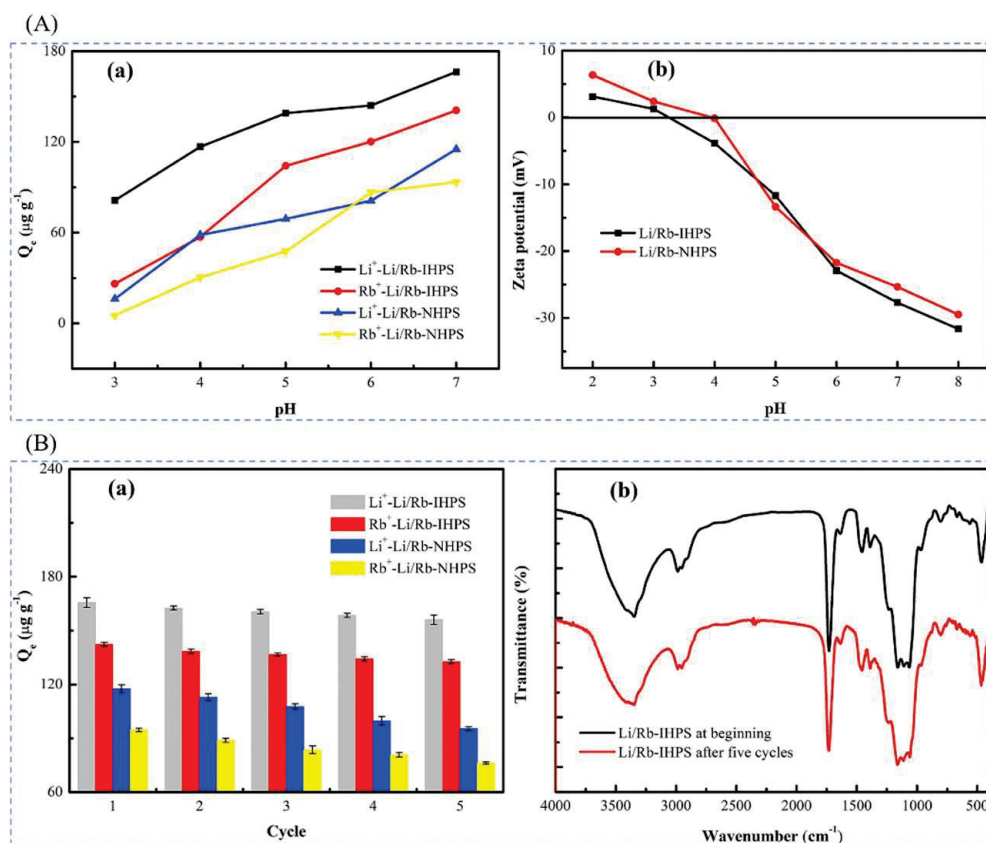 (A)
(a)
180
120
60
0
Qe (µg g-1)
3 4 5 6 7
pH
Li+-Li/Rb-IHPS
Rb+-Li/Rb-IHPS
Li+-Li/Rb-NHPS
Rb+-Li/Rb-NHPS
(b)
10
0
-10
-20
-30
Zeta potential (mV)
2 3 4 5 6 7 8
pH
Li/Rb-IHPS
Li/Rb-NHPS
(B)
(a)
240
180
120
60
Qe (µg g-1)
1 2 3 4 5
Cycle
Li+-Li/Rb-IHPS
Rb+-Li/Rb-IHPS
Li+-Li/Rb-NHPS
Rb+-Li/Rb-NHPS
(b)
Transmittance (%)
Li/Rb-IHPS at beginning
Li/Rb-IHPS after five cycles
4000 3500 3000 2500 2000 1500 1000
Wavenumber (cm-1)